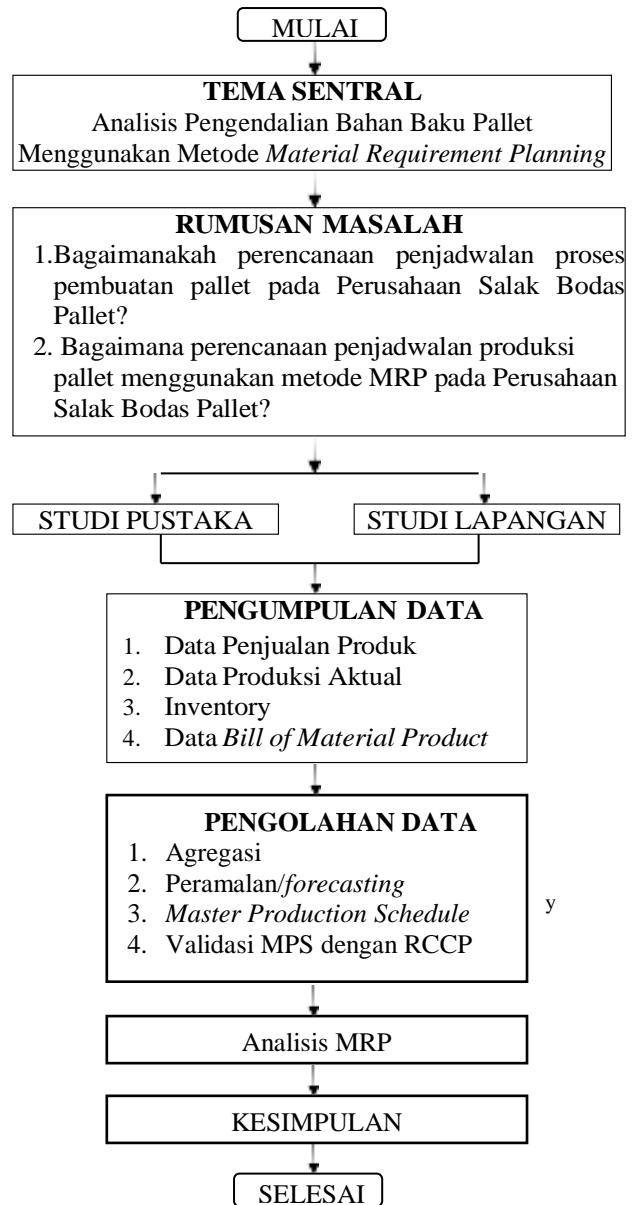 MULAI
TEMA SENTRAL
Analisis Pengendalian Bahan Baku Pallet
Menggunakan Metode Material Requirement Planning
RUMUSAN MASALAH
1.Bagaimanakah perencanaan penjadwalan proses
pembuatan pallet pada Perusahaan Salak Bodas
Pallet?
2. Bagaimana perencanaan penjadwalan produksi
pallet menggunakan metode MRP pada Perusahaan
Salak Bodas Pallet?
STUDI PUSTAKA
STUDI LAPANGAN
PENGUMPULAN DATA
1. Data Penjualan Produk
2. Data Produksi Aktual
3. Inventory
4. Data Bill of Material Product
PENGOLAHAN DATA
1. Agregasi
2. Peramalan/forecasting
3. Master Production Schedule
4. Validasi MPS dengan RCCP
y
Analisis MRP
KESIMPULAN
SELESAI